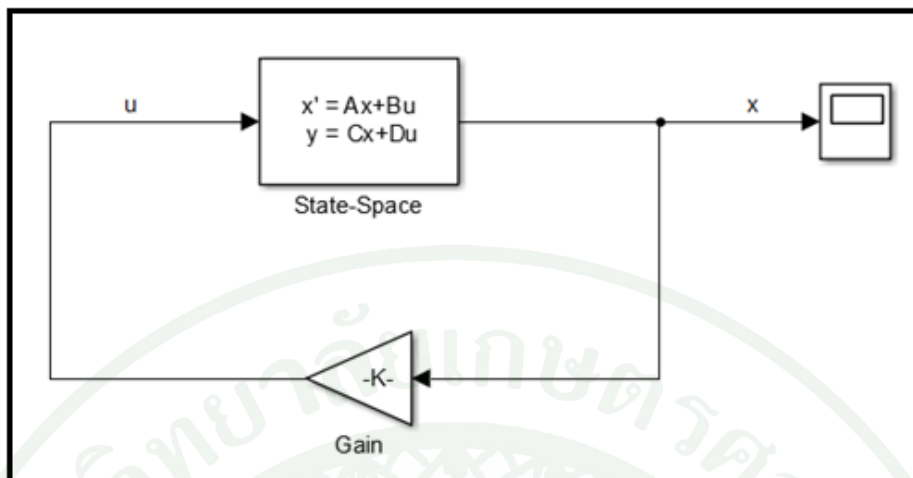 u
x' = Ax+Bu
y = Cx+Du
x
State-Space
-K-
Gain